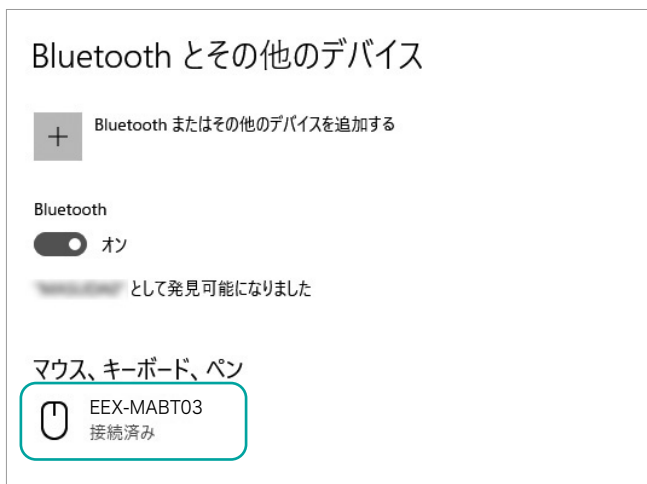 Bluetooth とその他のデバイス
Bluetooth またはその他のデバイスを追加する
Bluetooth
オン
として発見可能になりました
マウス、キーボード、ペン
EEX-MABT03
接続済み